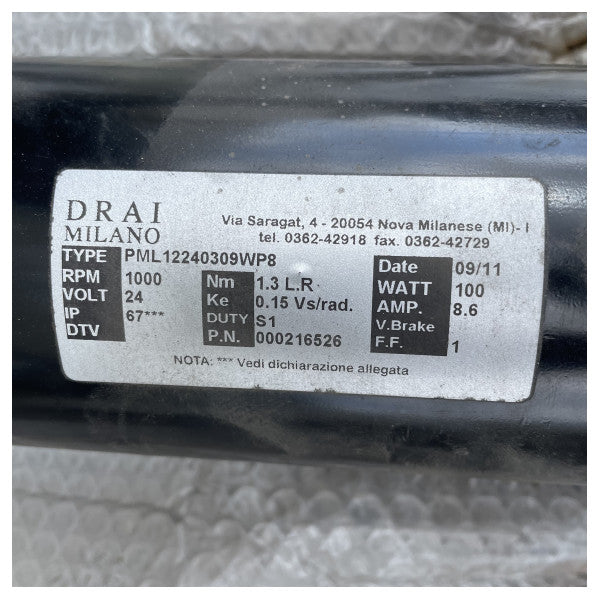 DRAI
MILANO
Via Saragat, 4 - 20054 Nova Milanese (MI)- I
tel. 0362-42918 fax. 0362-42729
TYPE PML12240309WP8
RPM 1000
VOLT 24
IP 67***
DTV
Nm 1.3 L.R
Ke 0.15 Vs/rad.
DUTY S1
P.N. 000216526
Date 09/11
WATT 100
AMP. 8.6
V.Brake
F.F. 1
NOTA: *** Vedi dichiarazione allegata